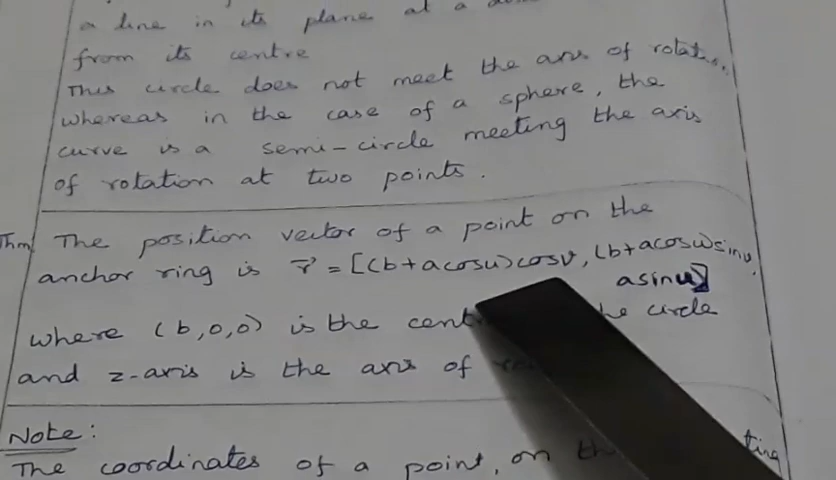 a line in its plane at a
from its centre
This circle does not meet the axis of
whereas in the case of a sphere, the
curve is a semi-circle meeting the axis
of rotation at two points.
Thm The position vector of a point on the
anchor ring is r⃗ = [(b+acosu)cosv, (b+acosu)sinv,
asinu]
where (b,0,0) is the circle
and z-axis is the axis of
Note:
The coordinates of a point, on